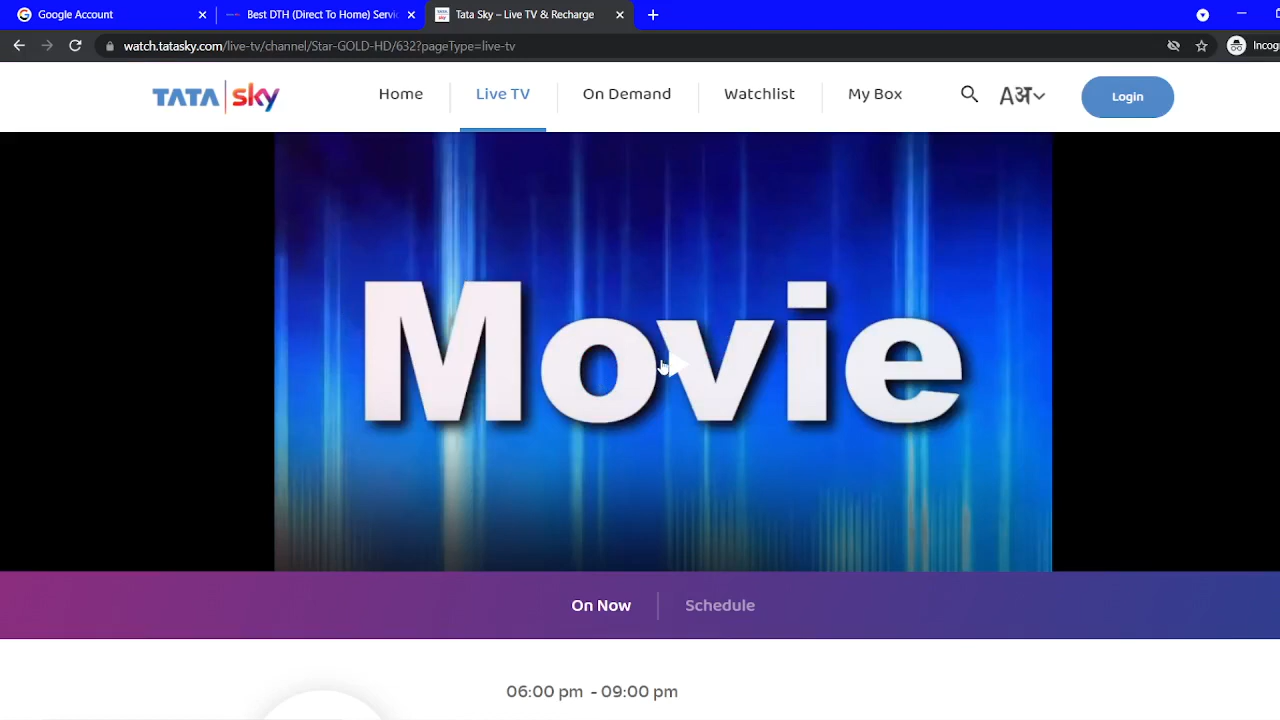 Google Account
Best DTH (Direct To Home) Servic
Tata Sky – Live TV & Recharge
watch.tatasky.com/live-tv/channel/Star-GOLD-HD/632?pageType=live-tv
Incog
TATA sky
Home
Live TV
On Demand
Watchlist
My Box
Aअ
Login
Movie
On Now
Schedule
06:00 pm - 09:00 pm